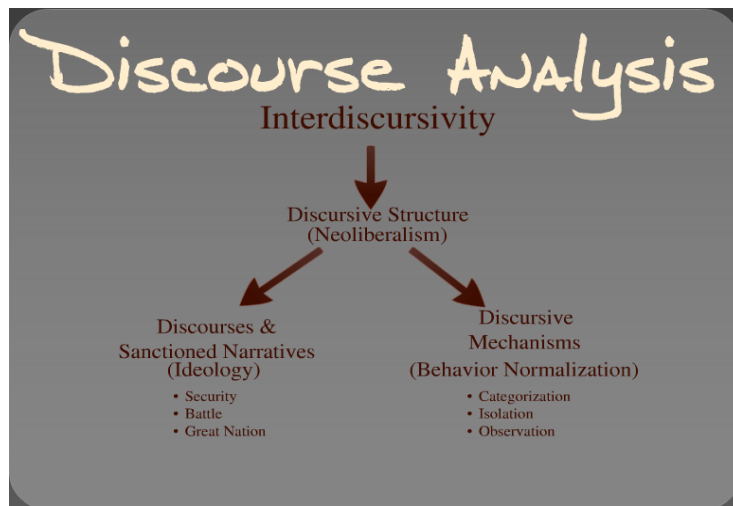 Discourse Analysis
Interdiscursivity
Discursive Structure
(Neoliberalism)
Discourses &
Sanctioned Narratives
(Ideology)
• Security
• Battle
• Great Nation
Discursive
Mechanisms
(Behavior Normalization)
• Categorization
• Isolation
• Observation